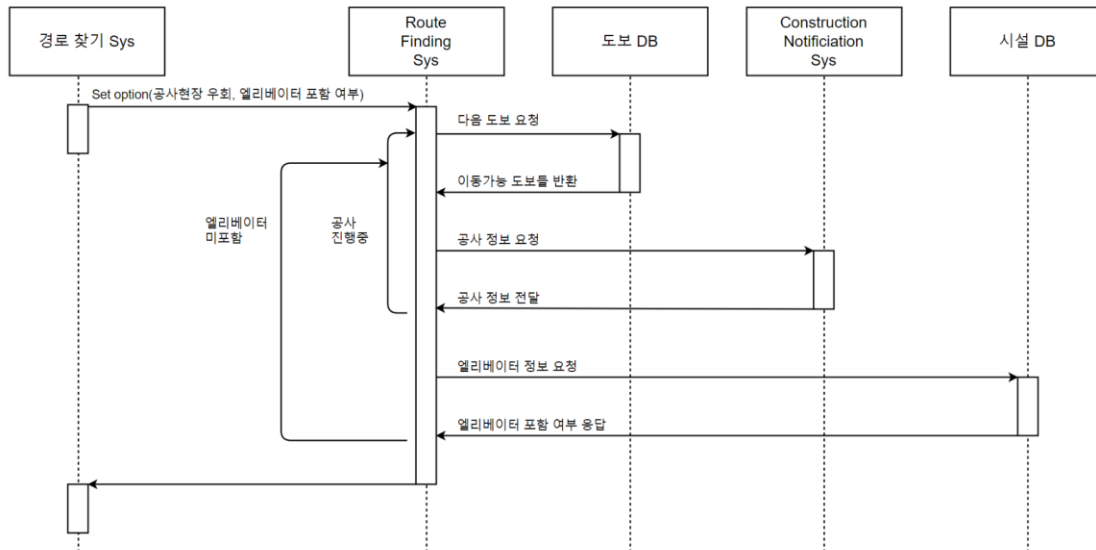 경로 찾기 Sys
Route
Finding
Sys
도보 DB
Construction
Notificiation
Sys
시설 DB
Set option(공사현장 우회, 엘리베이터 포함 여부)
다음 도보 요청
이동가능 도보들 반환
엘리베이터
미포함
공사
진행중
공사 정보 요청
공사 정보 전달
엘리베이터 정보 요청
엘리베이터 포함 여부 응답